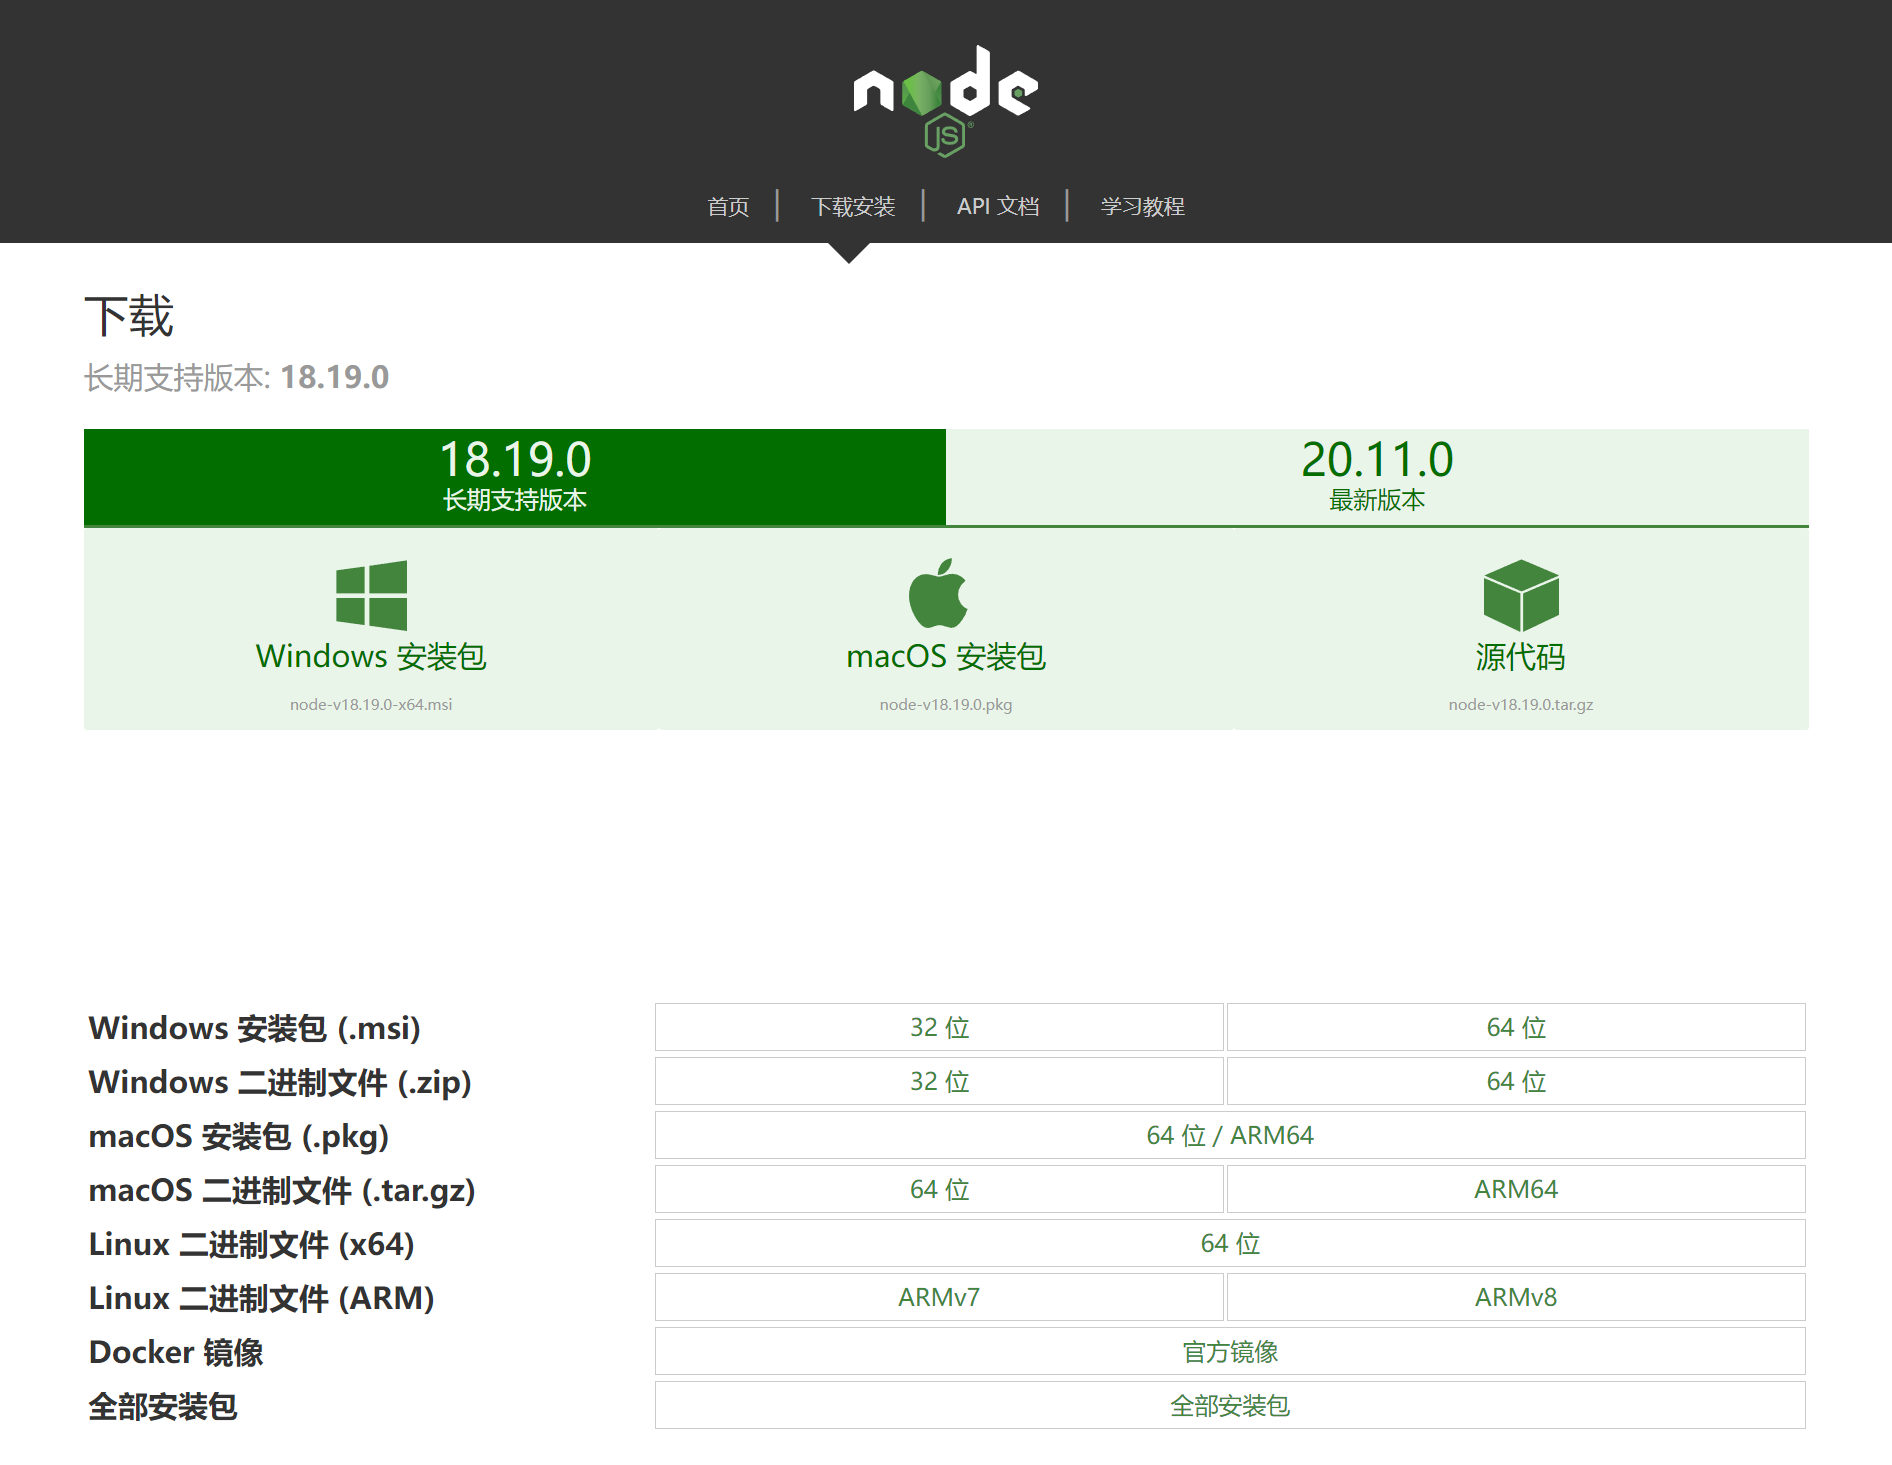 node
JS®
首页 | 下载安装 | API 文档 | 学习教程
下载
长期支持版本: 18.19.0
18.19.0
长期支持版本
20.11.0
最新版本
Windows 安装包
node-v18.19.0-x64.msi
macOS 安装包
node-v18.19.0.pkg
源代码
node-v18.19.0.tar.gz
Windows 安装包 (.msi) 32 位 64 位
Windows 二进制文件 (.zip) 32 位 64 位
macOS 安装包 (.pkg) 64 位 / ARM64
macOS 二进制文件 (.tar.gz) 64 位 ARM64
Linux 二进制文件 (x64) 64 位
Linux 二进制文件 (ARM) ARMv7 ARMv8
Docker 镜像 官方镜像
全部安装包 全部安装包